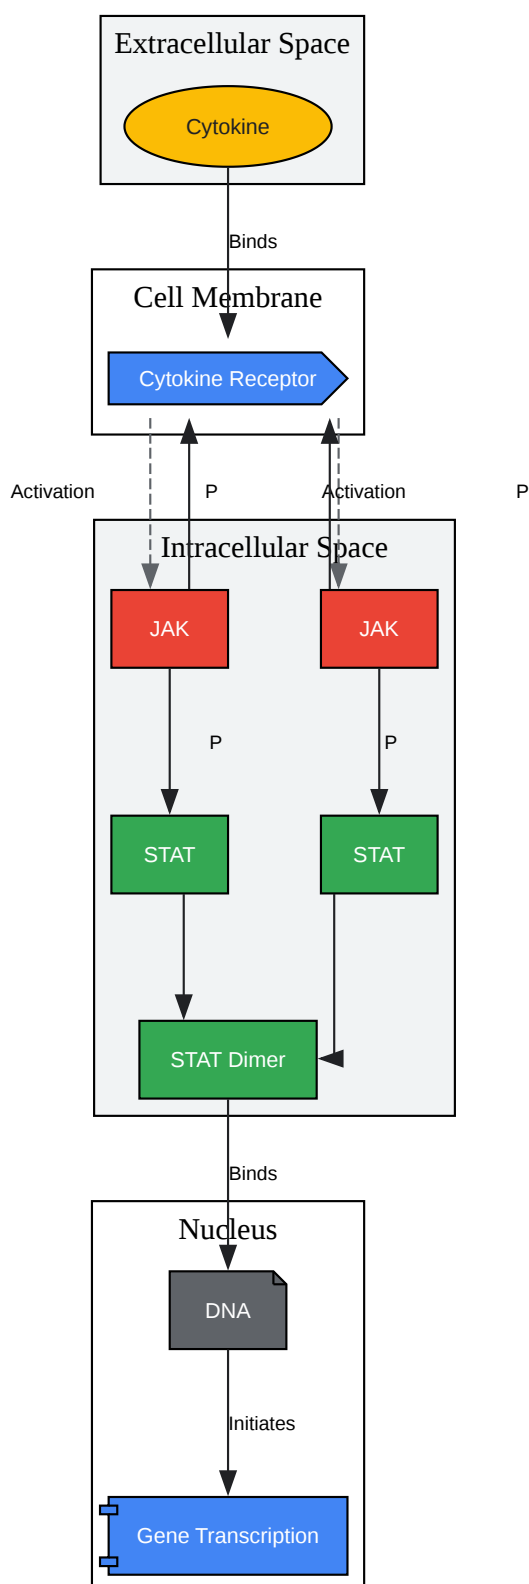 Extracellular Space
Cytokine
Binds
Cell Membrane
Cytokine Receptor
Activation
P
Activation
P
Intracellular Space
JAK
JAK
P
P
STAT
STAT
STAT Dimer
Binds
Nucleus
DNA
Initiates
Gene Transcription